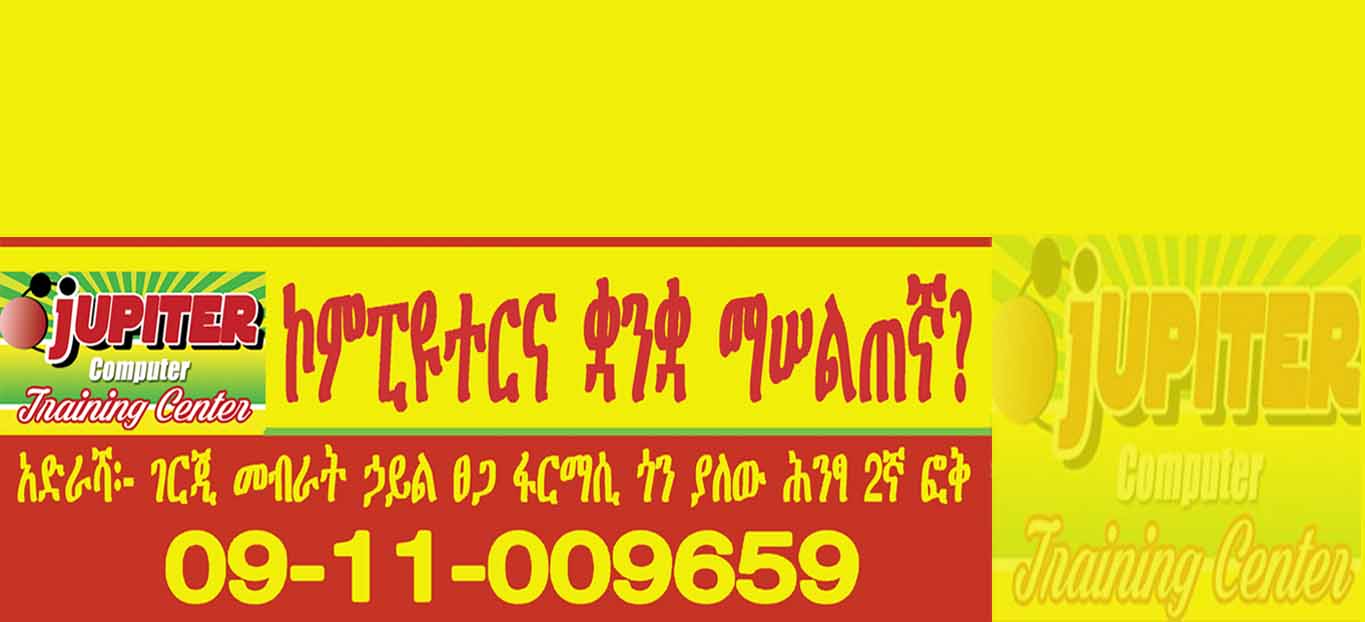 jUPITER
Computer
Training Center
ኮምፒዩተርና ቋንቋ ማሠልጠኛ?
አድራሻ፡- ገርጂ መብራት ኃይል ፀጋ ፋርማሲ ጎን ያለው ሕንፃ 2ኛ ፎቅ
09-11-009659
jUPITER
Computer
Training Center